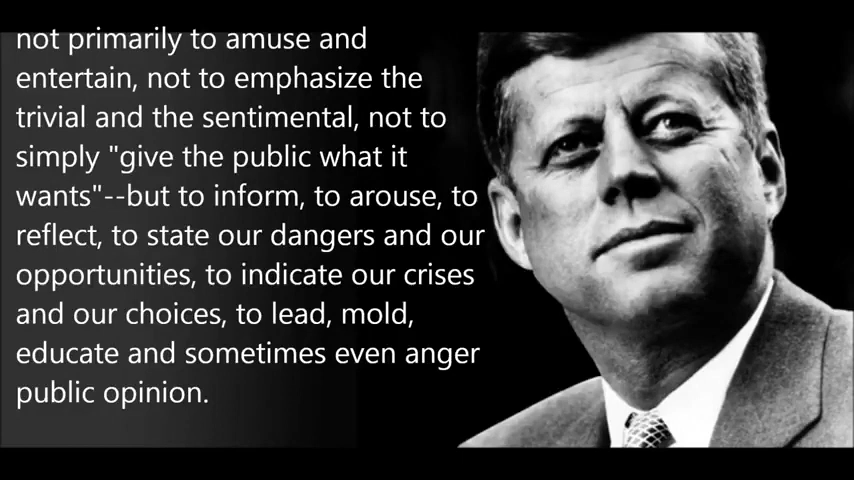 not primarily to amuse and
entertain, not to emphasize the
trivial and the sentimental, not to
simply "give the public what it
wants"--but to inform, to arouse, to
reflect, to state our dangers and our
opportunities, to indicate our crises
and our choices, to lead, mold,
educate and sometimes even anger
public opinion.